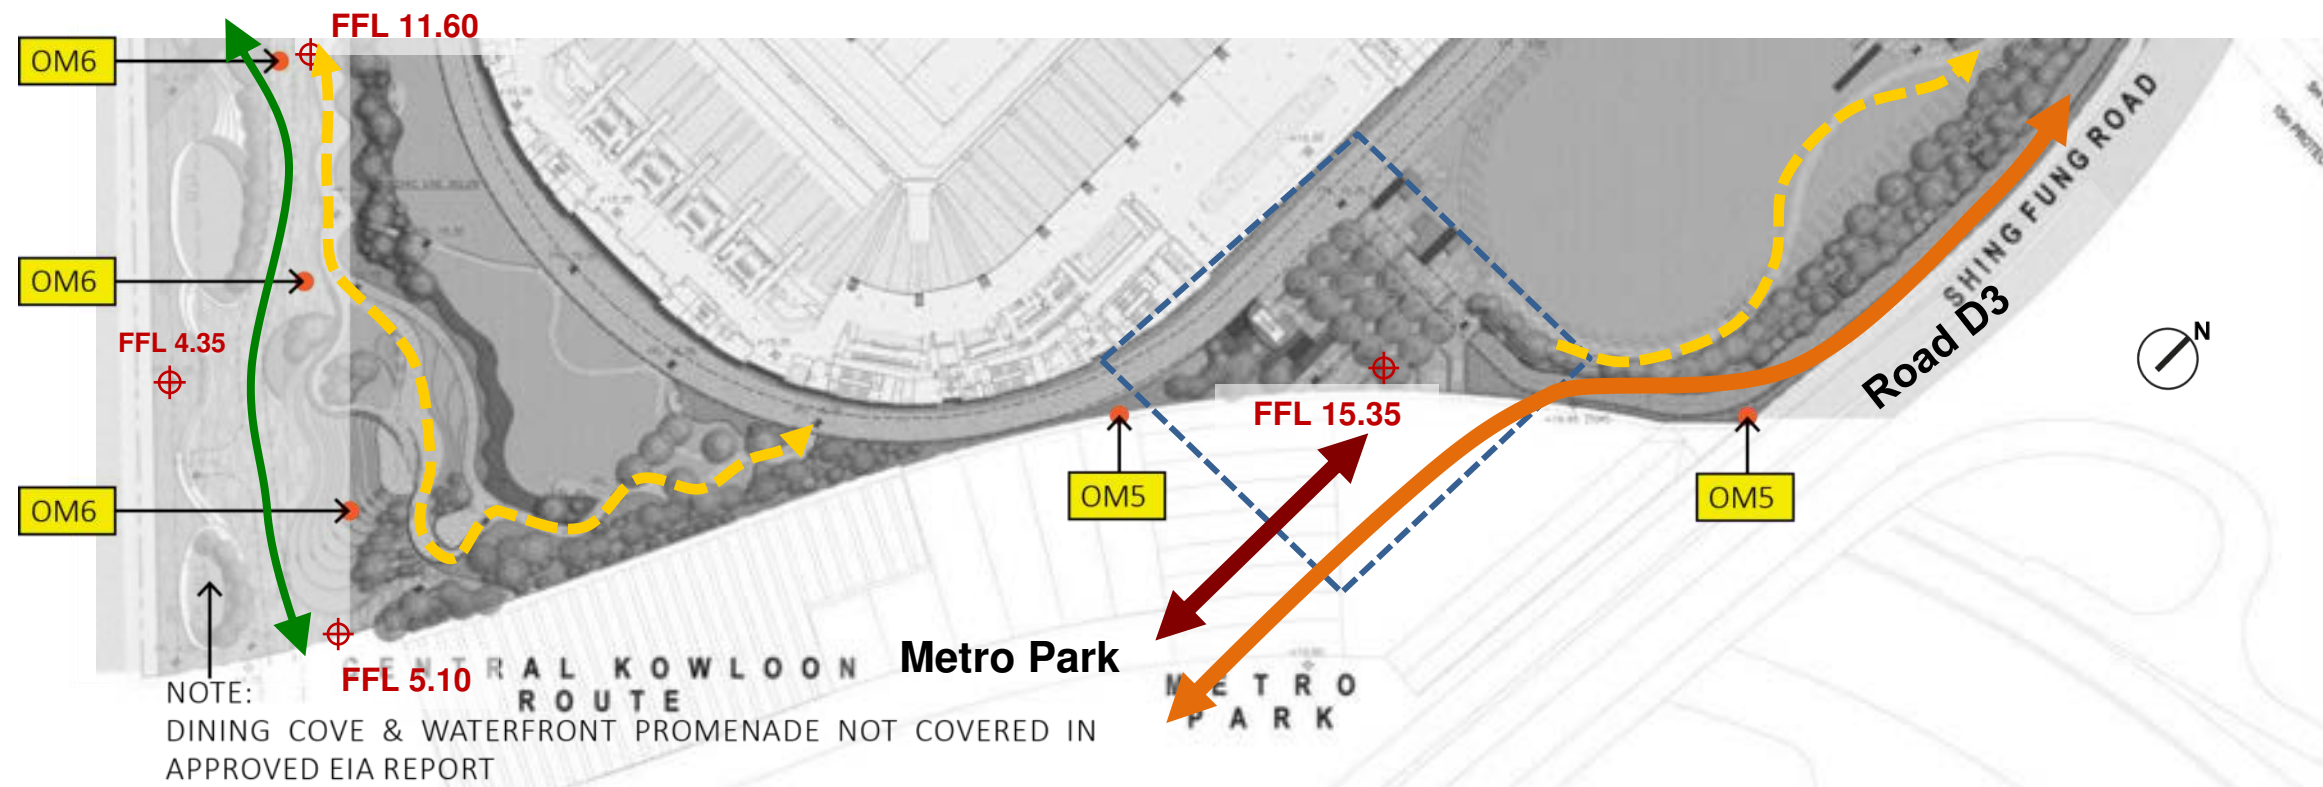 FFL 11.60
OM6
SHING FUNG ROAD
Road D3
N
OM6
FFL 4.35
FFL 15.35
OM5
OM5
OM6
Metro Park
CENTRAL KOWLOON
ROUTE
FFL 5.10
METRO
PARK
NOTE:
DINING COVE & WATERFRONT PROMENADE NOT COVERED IN
APPROVED EIA REPORT